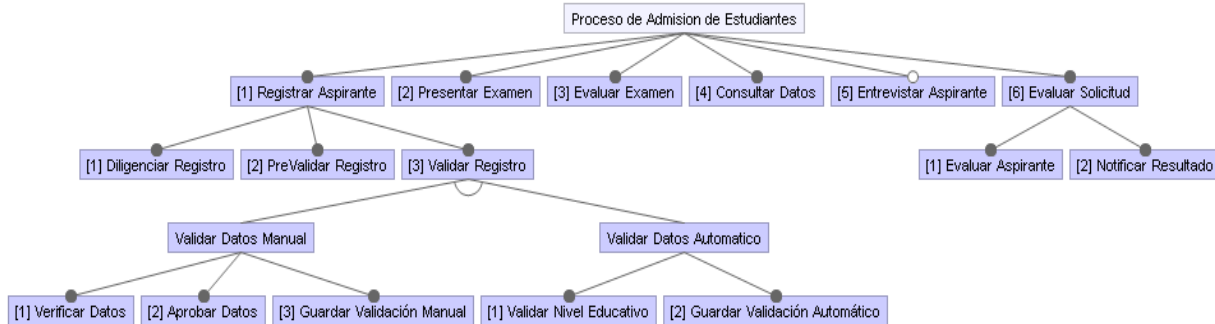 Proceso de Admision de Estudiantes
[1] Registrar Aspirante
[2] Presentar Examen
[3] Evaluar Examen
[4] Consultar Datos
[5] Entrevistar Aspirante
[6] Evaluar Solicitud
[1] Diligenciar Registro
[2] PreValidar Registro
[3] Validar Registro
[1] Evaluar Aspirante
[2] Notificar Resultado
Validar Datos Manual
Validar Datos Automatico
[1] Verificar Datos
[2] Aprobar Datos
[3] Guardar Validación Manual
[1] Validar Nivel Educativo
[2] Guardar Validación Automático